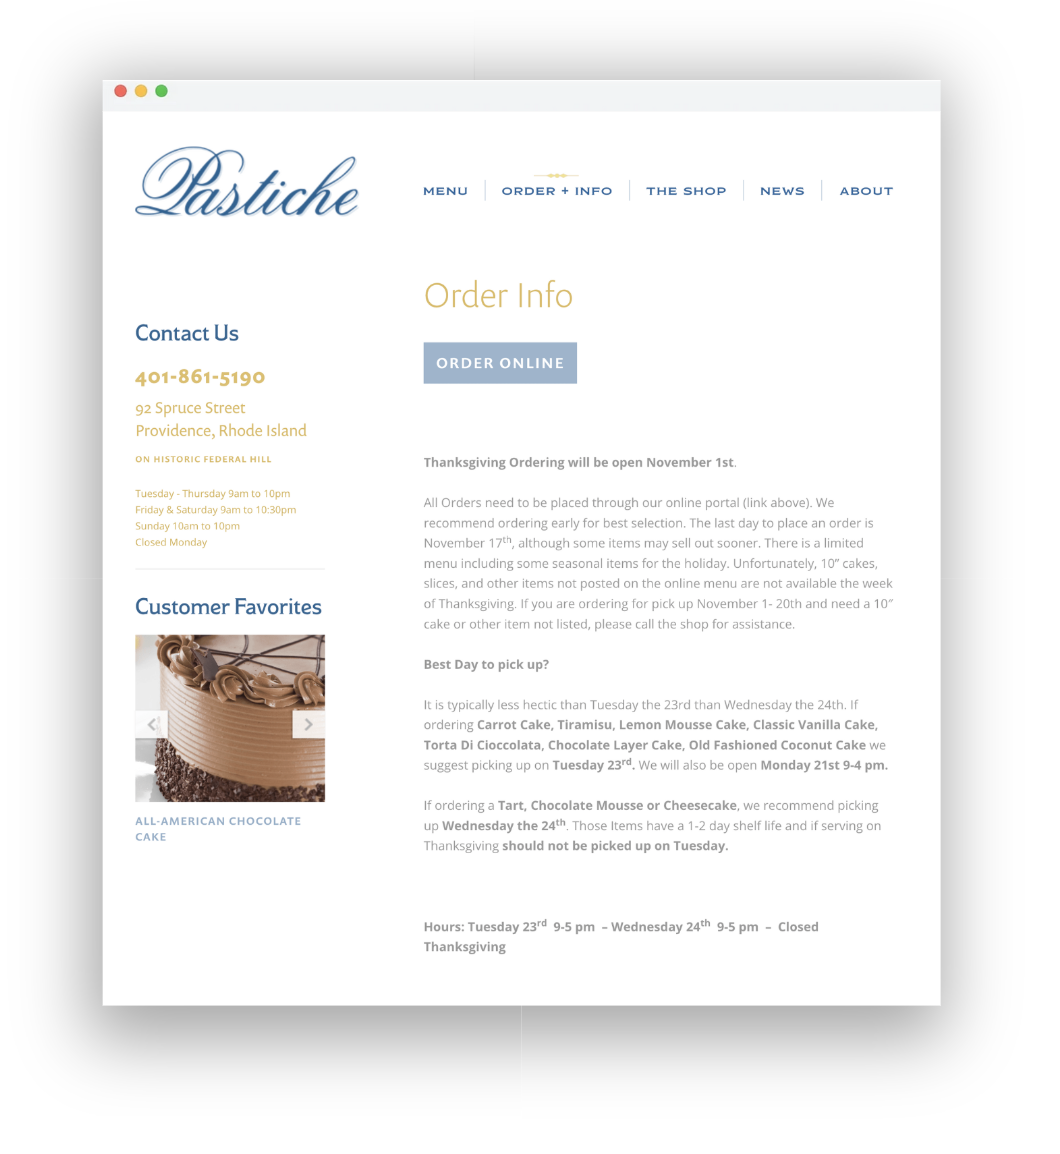 Pastiche
MENU
ORDER + INFO
THE SHOP
NEWS
ABOUT
Contact Us
401-861-5190
92 Spruce Street
Providence, Rhode Island
ON HISTORIC FEDERAL HILL
Tuesday - Thursday 9am to 10pm
Friday & Saturday 9am to 10:30pm
Sunday 10am to 10pm
Closed Monday
Customer Favorites
ALL-AMERICAN CHOCOLATE
CAKE
Order Info
ORDER ONLINE
Thanksgiving Ordering will be open November 1st.
All Orders need to be placed through our online portal (link above). We
recommend ordering early for best selection. The last day to place an order is
November 17th, although some items may sell out sooner. There is a limited
menu including some seasonal items for the holiday. Unfortunately, 10” cakes,
slices, and other items not posted on the online menu are not available the week
of Thanksgiving. If you are ordering for pick up November 1- 20th and need a 10″
cake or other item not listed, please call the shop for assistance.
Best Day to pick up?
It is typically less hectic than Tuesday the 23rd than Wednesday the 24th. If
ordering Carrot Cake, Tiramisu, Lemon Mousse Cake, Classic Vanilla Cake,
Torta Di Cioccolata, Chocolate Layer Cake, Old Fashioned Coconut Cake we
suggest picking up on Tuesday 23rd. We will also be open Monday 21st 9-4 pm.
If ordering a Tart, Chocolate Mousse or Cheesecake, we recommend picking
up Wednesday the 24th. Those Items have a 1-2 day shelf life and if serving on
Thanksgiving should not be picked up on Tuesday.
Hours: Tuesday 23rd 9-5 pm – Wednesday 24th 9-5 pm – Closed
Thanksgiving